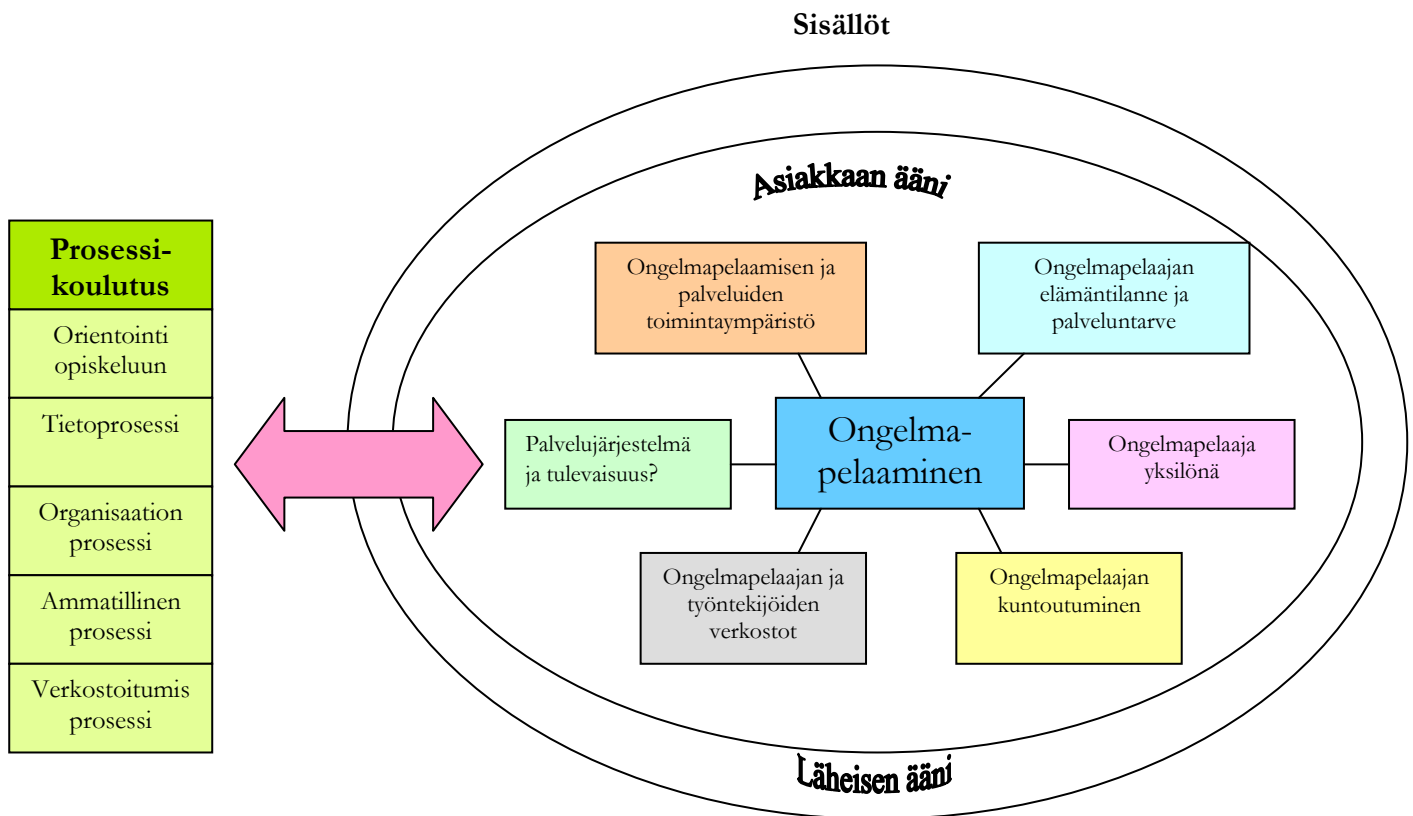 Sisällöt
Asiakkaan ääni
Prosessi-
koulutus
Orientointi
opiskeluun
Tietoprosessi
Organisaation
prosessi
Ammatillinen
prosessi
Verkostoitumis
prosessi
Ongelmapelaamisen ja
palveluiden
toimintaympäristö
Ongelmapelaajan
elämäntilanne ja
palveluntarve
Palvelujärjestelmä
ja tulevaisuus?
Ongelma-
pelaaminen
Ongelmapelaaja
yksilönä
Ongelmapelaajan ja
työntekijöiden
verkostot
Ongelmapelaajan
kuntoutuminen
Läheisen ääni